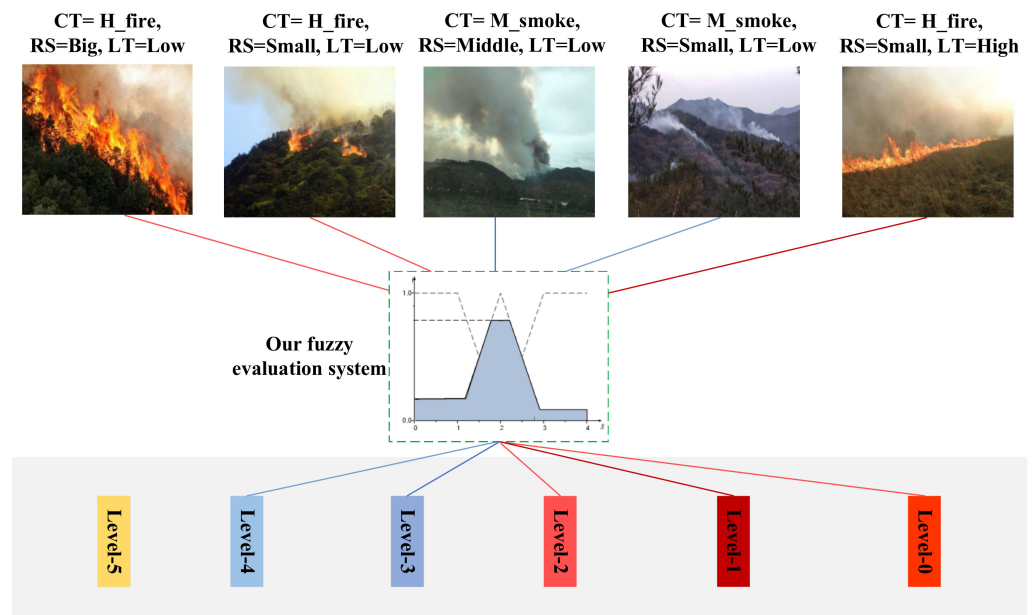 CT= H_fire,
RS=Big, LT=Low
CT= H_fire,
RS=Small, LT=Low
CT= M_smoke,
RS=Middle, LT=Low
CT= M_smoke,
RS=Small, LT=Low
CT= H_fire,
RS=Small, LT=High
Our fuzzy
evaluation system
1.0
0.0
0 1 2 3 4
Level-5
Level-4
Level-3
Level-2
Level-1
Level-0